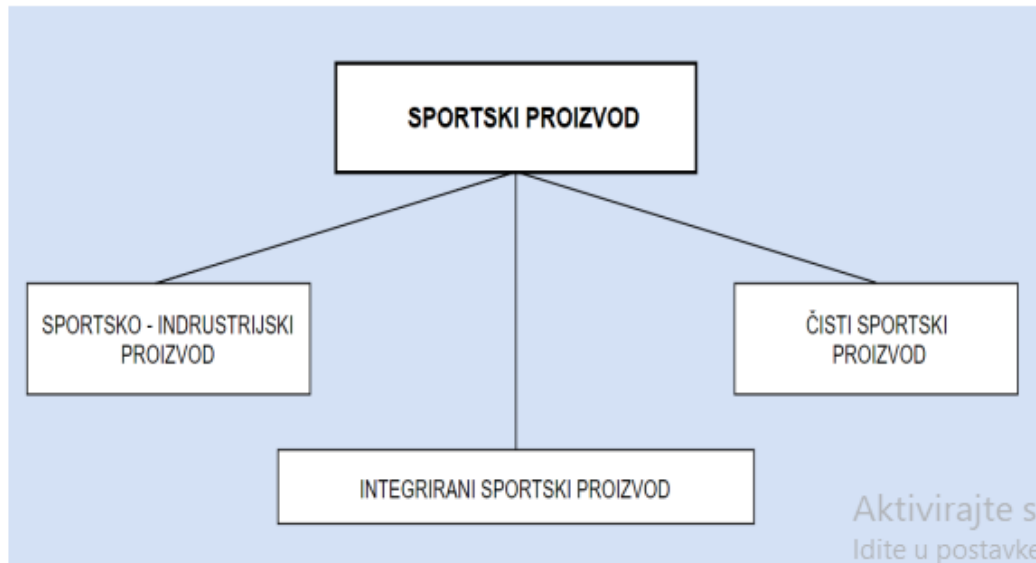 SPORTSKI PROIZVOD
SPORTSKO - INDRUSTRIJSKI
PROIZVOD
ČISTI SPORTSKI
PROIZVOD
INTEGRIRANI SPORTSKI PROIZVOD
Aktivirajte s
Idite u postavke